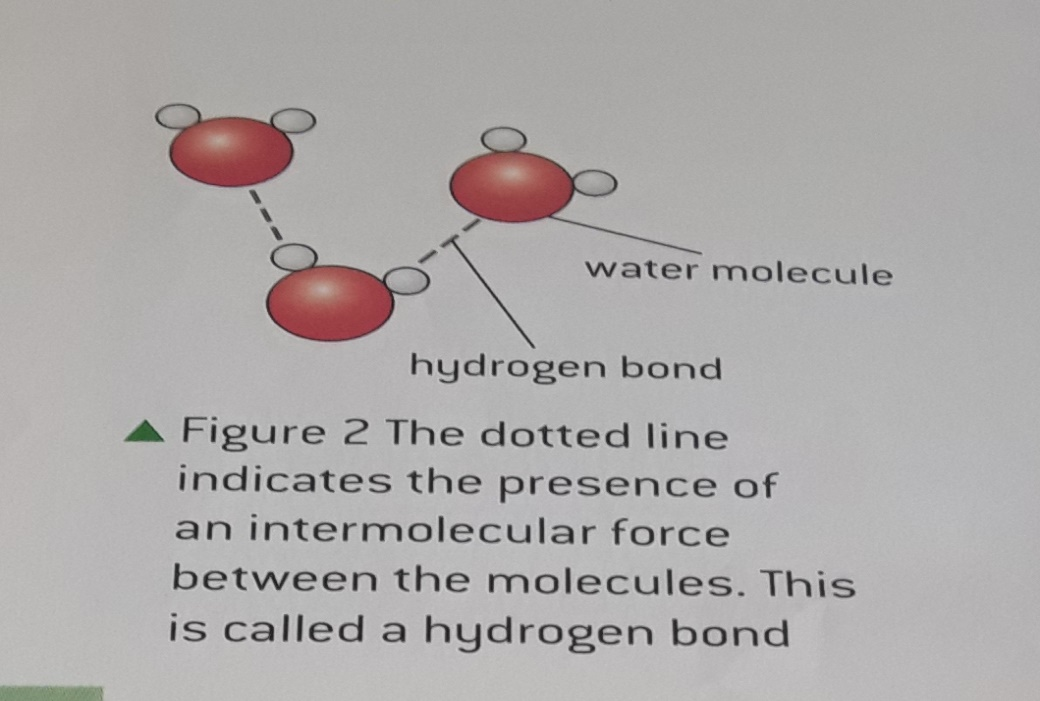 water molecule
hydrogen bond
Figure 2 The dotted line
indicates the presence of
an intermolecular force
between the molecules. This
is called a hydrogen bond